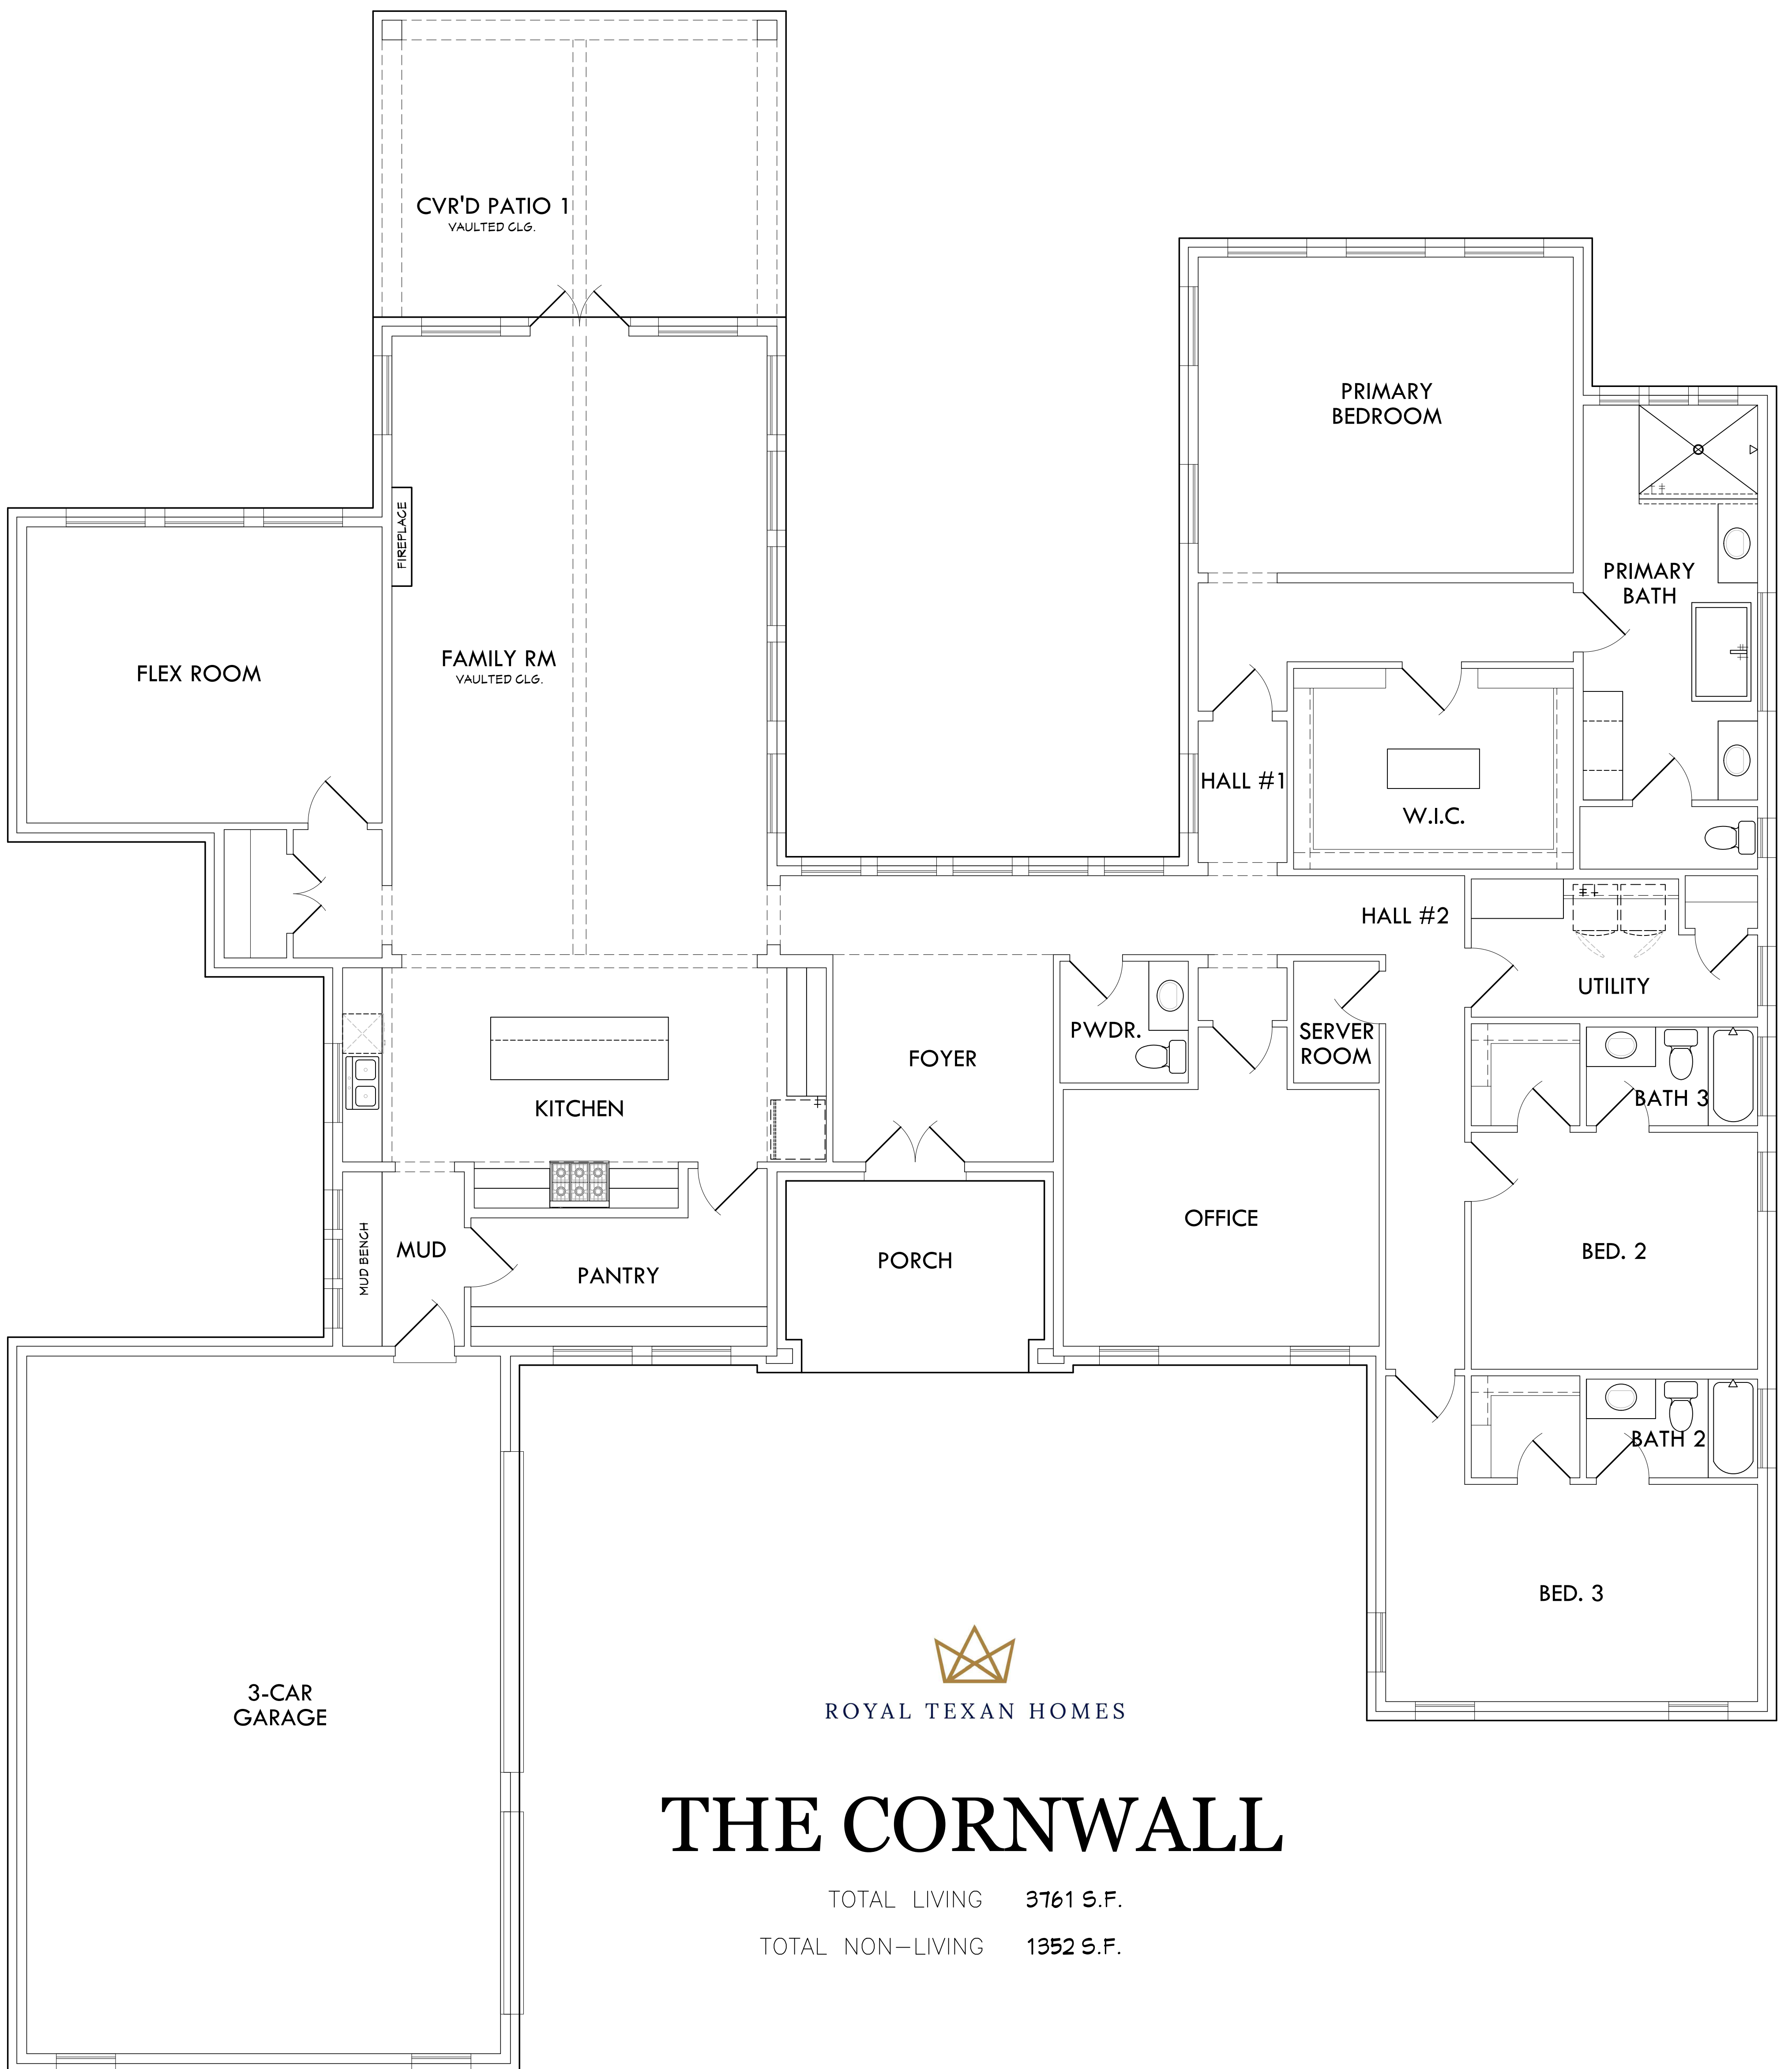 CVR'D PATIO 1
VAULTED CLG.
PRIMARY
BEDROOM
FIREPLACE
PRIMARY
BATH
FLEX ROOM
FAMILY RM
VAULTED CLG.
HALL #1
W.I.C.
HALL #2
UTILITY
PWDR.
SERVER
ROOM
FOYER
KITCHEN
BATH 3
OFFICE
MUD BENCH
MUD
PANTRY
PORCH
BED. 2
BATH 2
BED. 3
3-CAR
GARAGE
ROYAL TEXAN HOMES
THE CORNWALL
TOTAL LIVING 3761 S.F.
TOTAL NON-LIVING 1352 S.F.